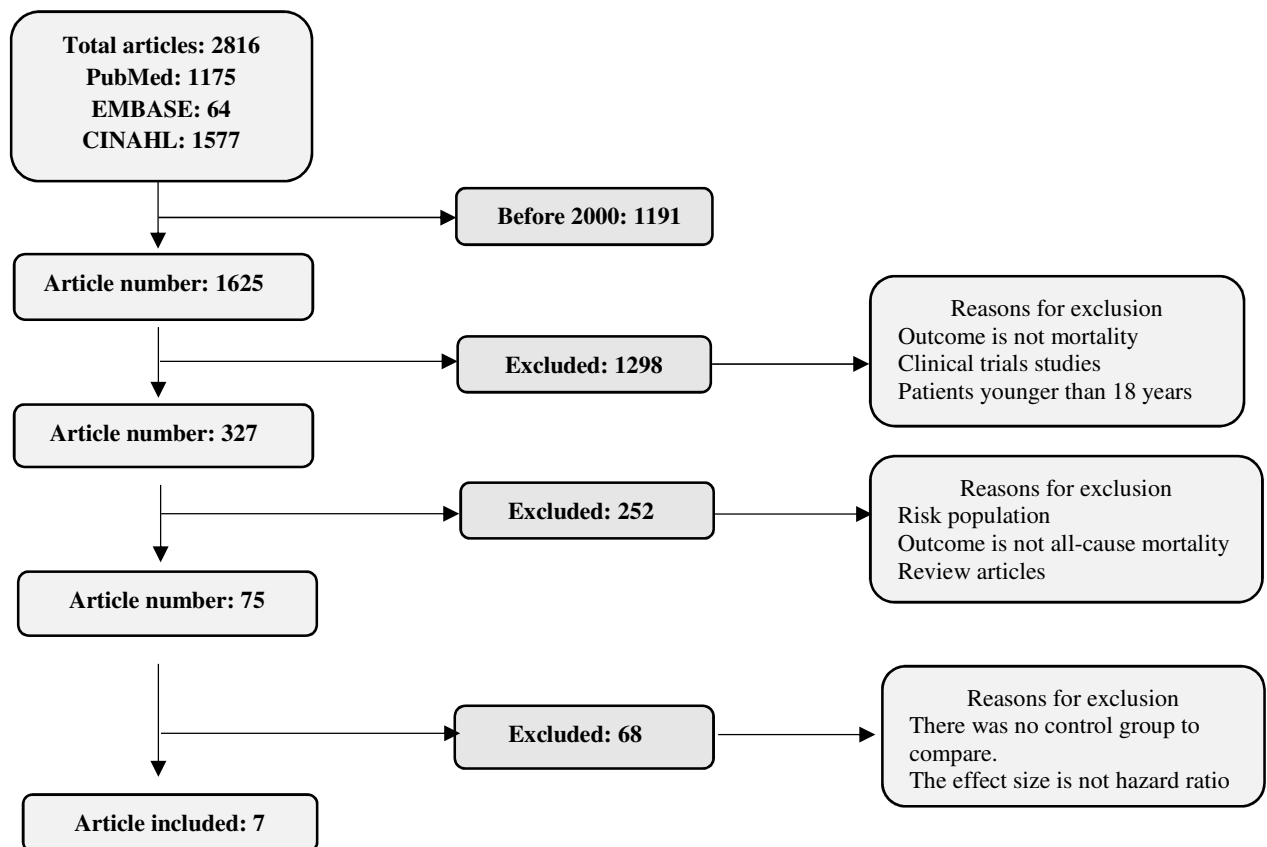 Total articles: 2816
PubMed: 1175
EMBASE: 64
CINAHL: 1577
Before 2000: 1191
Article number: 1625
Excluded: 1298
Reasons for exclusion
Outcome is not mortality
Clinical trials studies
Patients younger than 18 years
Article number: 327
Excluded: 252
Reasons for exclusion
Risk population
Outcome is not all-cause mortality
Review articles
Article number: 75
Excluded: 68
Reasons for exclusion
There was no control group to
compare.
The effect size is not hazard ratio
Article included: 7